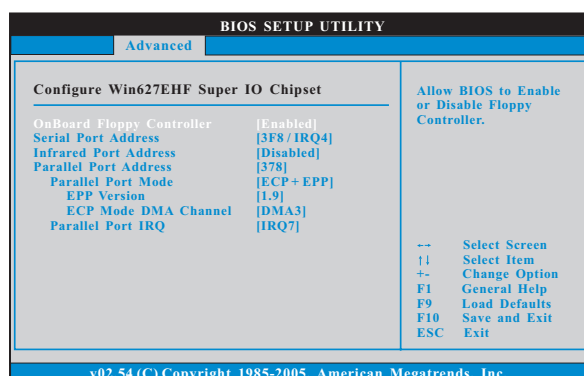 BIOS SETUP UTILITY
Advanced
Configure Win627EHF Super IO Chipset
OnBoard Floppy Controller [Enabled]
Serial Port Address [3F8 / IRQ4]
Infrared Port Address [Disabled]
Parallel Port Address [378]
Parallel Port Mode [ECP + EPP]
EPP Version [1.9]
ECP Mode DMA Channel [DMA3]
Parallel Port IRQ [IRQ7]
Allow BIOS to Enable
or Disable Floppy
Controller.
←→ Select Screen
↑↓ Select Item
+- Change Option
F1 General Help
F9 Load Defaults
F10 Save and Exit
ESC Exit
v02.54 (C) Copyright 1985-2005, American Megatrends, Inc.